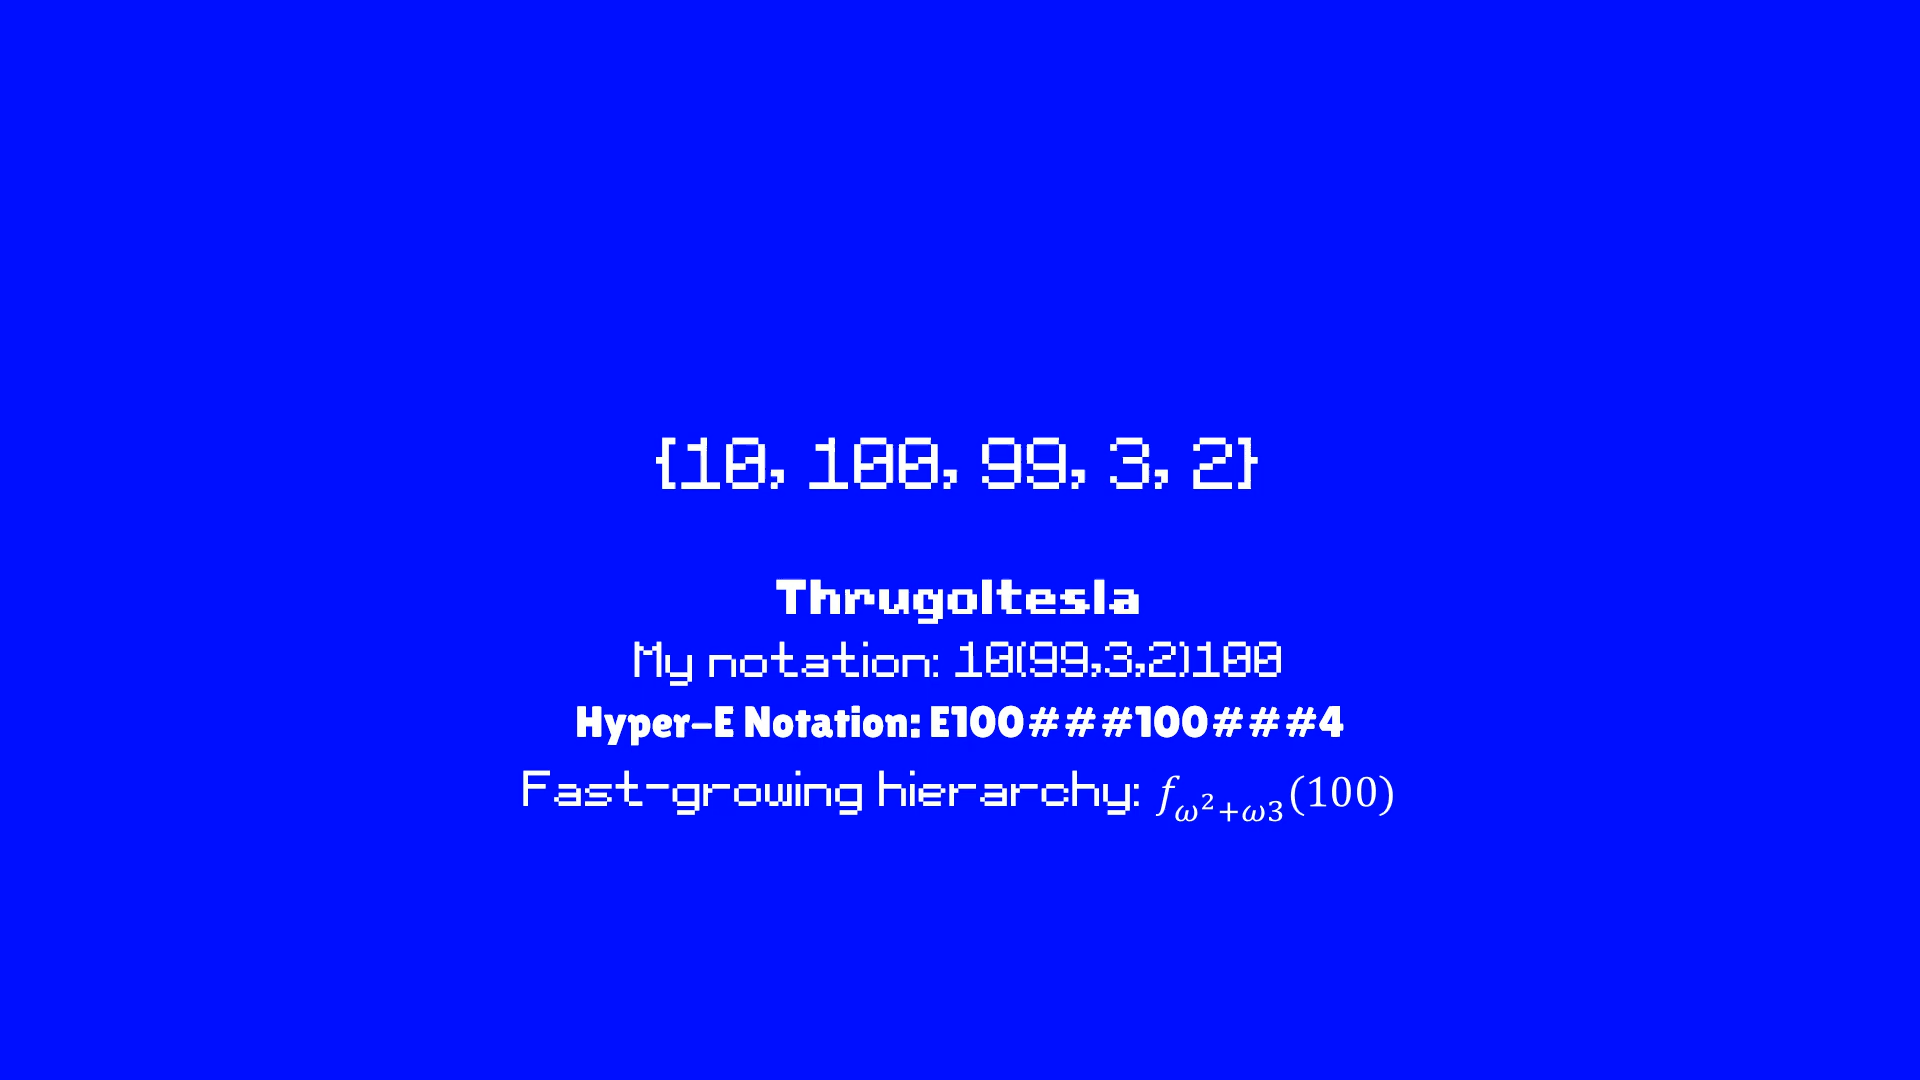 {10, 100, 99, 3, 2}
Thrugoltesla
My notation: 10(99,3,2)100
Hyper-E Notation: E100###100###4
Fast-growing hierarchy: 𝑓_{ω²+ω3}(100)